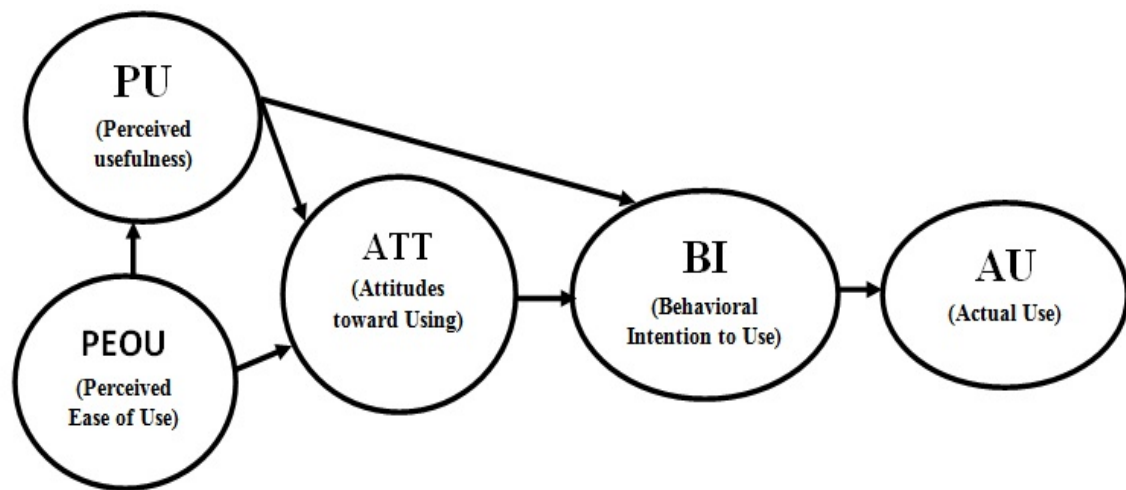 PU
(Perceived
usefulness)
PEOU
(Perceived
Ease of Use)
ATT
(Attitudes
toward Using)
BI
(Behavioral
Intention to Use)
AU
(Actual Use)